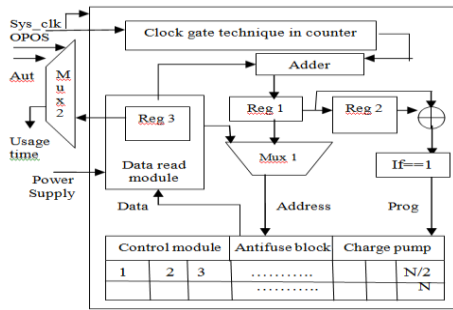 Sys_clk
OPOS
Aut
Mux2
Usage
time
Power
Supply
Clock gate technique in counter
Adder
Reg 1
Reg 2
Reg 3
Data read
module
Mux 1
If==1
Data
Address
Prog
Control module
Antifuse block
Charge pump
1 2 3 ........... N/2
........... N